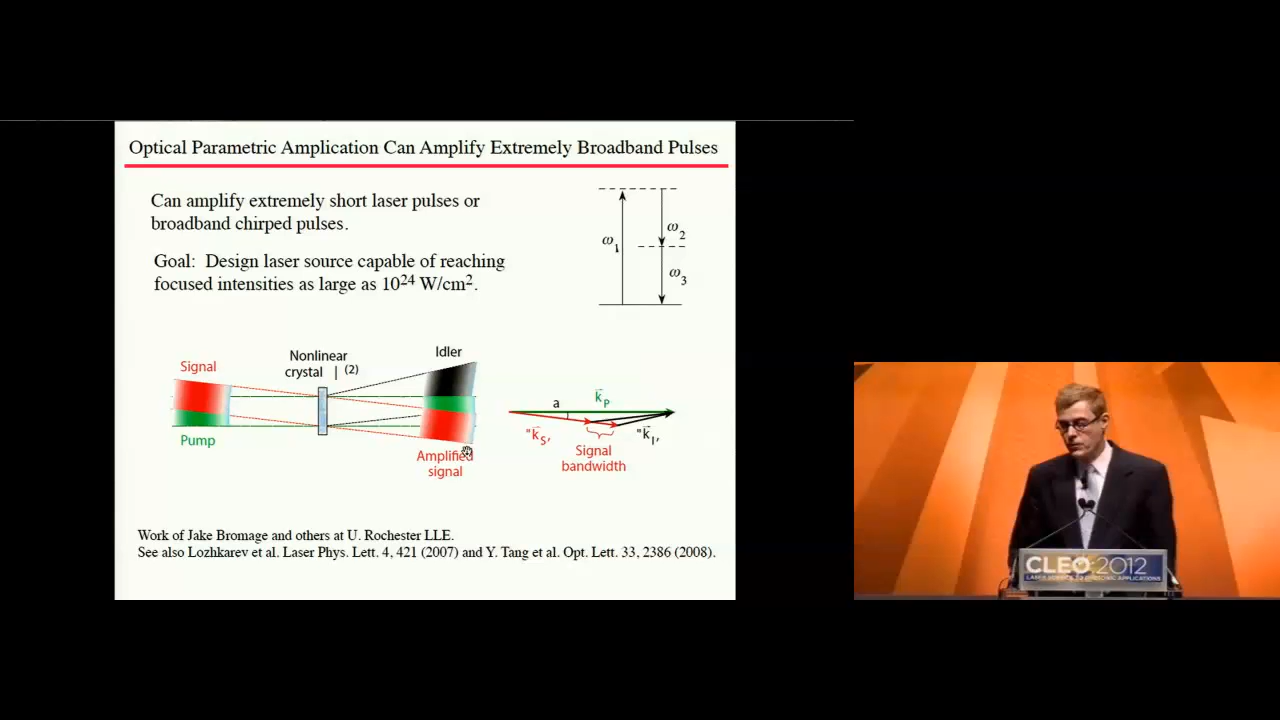 Optical Parametric Amplication Can Amplify Extremely Broadband Pulses
Can amplify extremely short laser pulses or
broadband chirped pulses.
Goal: Design laser source capable of reaching
focused intensities as large as 10²⁴ W/cm².
ω₁
ω₂
ω₃
Signal
Pump
Nonlinear
crystal | (2)
Idler
Amplified
signal
a
k⃗P
"k⃗S,
"k⃗I,
Signal
bandwidth
Work of Jake Bromage and others at U. Rochester LLE.
See also Lozhkarev et al. Laser Phys. Lett. 4, 421 (2007) and Y. Tang et al. Opt. Lett. 33, 2386 (2008).
CLEO:2012